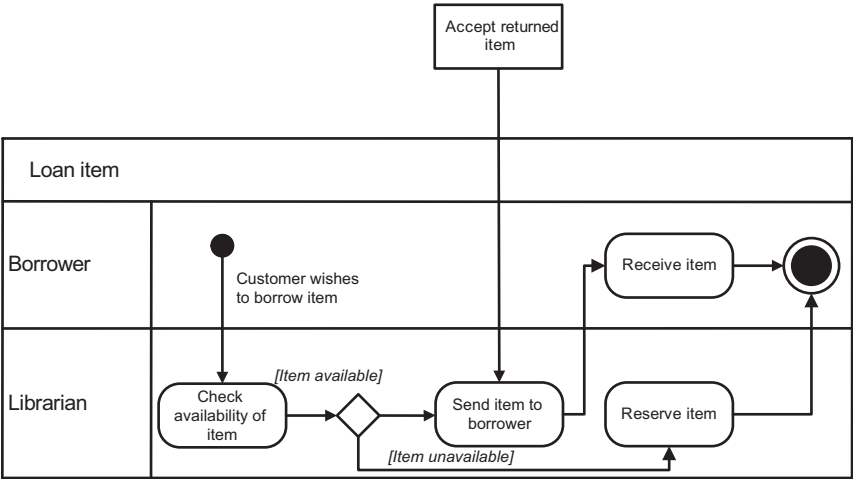 Accept returned
item
Loan item
Borrower
Customer wishes
to borrow item
Receive item
Librarian
Check
availability of
item
[Item available]
Send item to
borrower
Reserve item
[Item unavailable]